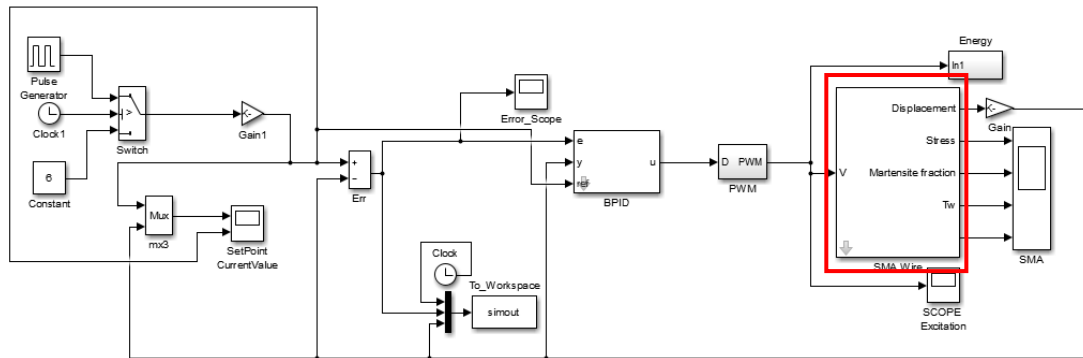 Energy
In1
Pulse
Generator
Clock1
>
Switch
6
Constant
Gain1
Mux
mx3
SetPoint
CurrentValue
+
−
Err
Error_Scope
Clock
To_Workspace
simout
e
y
ref
u
BPID
D PWM
PWM
V
Displacement
Stress
Martensite fraction
Tw
SMA Wire
Gain
SMA
SCOPE
Excitation